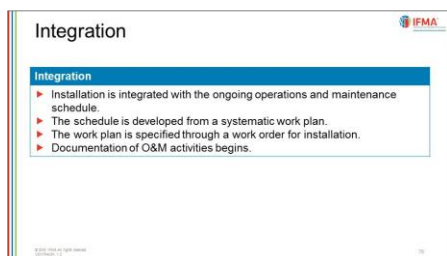 Integration
IFMA
Integration
Installation is integrated with the ongoing operations and maintenance
schedule.
The schedule is developed from a systematic work plan.
The work plan is specified through a work order for installation.
Documentation of O&M activities begins.